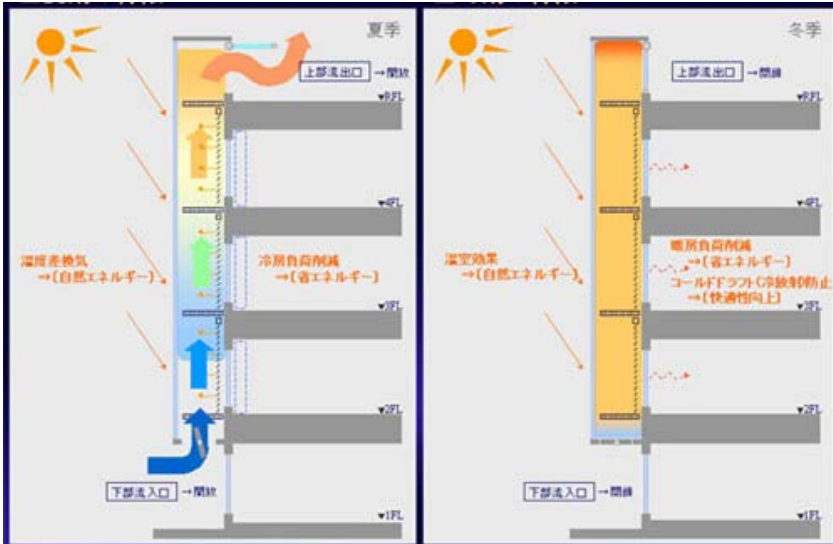 夏季
上部流出口 →開放
▼RFL
▼4FL
温度差換気
→〔自然エネルギー〕
冷房負荷削減
→〔省エネルギー〕
▼3FL
▼2FL
下部流入口 →開放
▼1FL
冬季
上部流出口 →閉鎖
▼RFL
▼4FL
温室効果
→〔自然エネルギー〕
暖房負荷削減
→〔省エネルギー〕
コールドドラフト(冷放射)防止
→〔快適性向上〕
▼3FL
▼2FL
下部流入口 →閉鎖
▼1FL